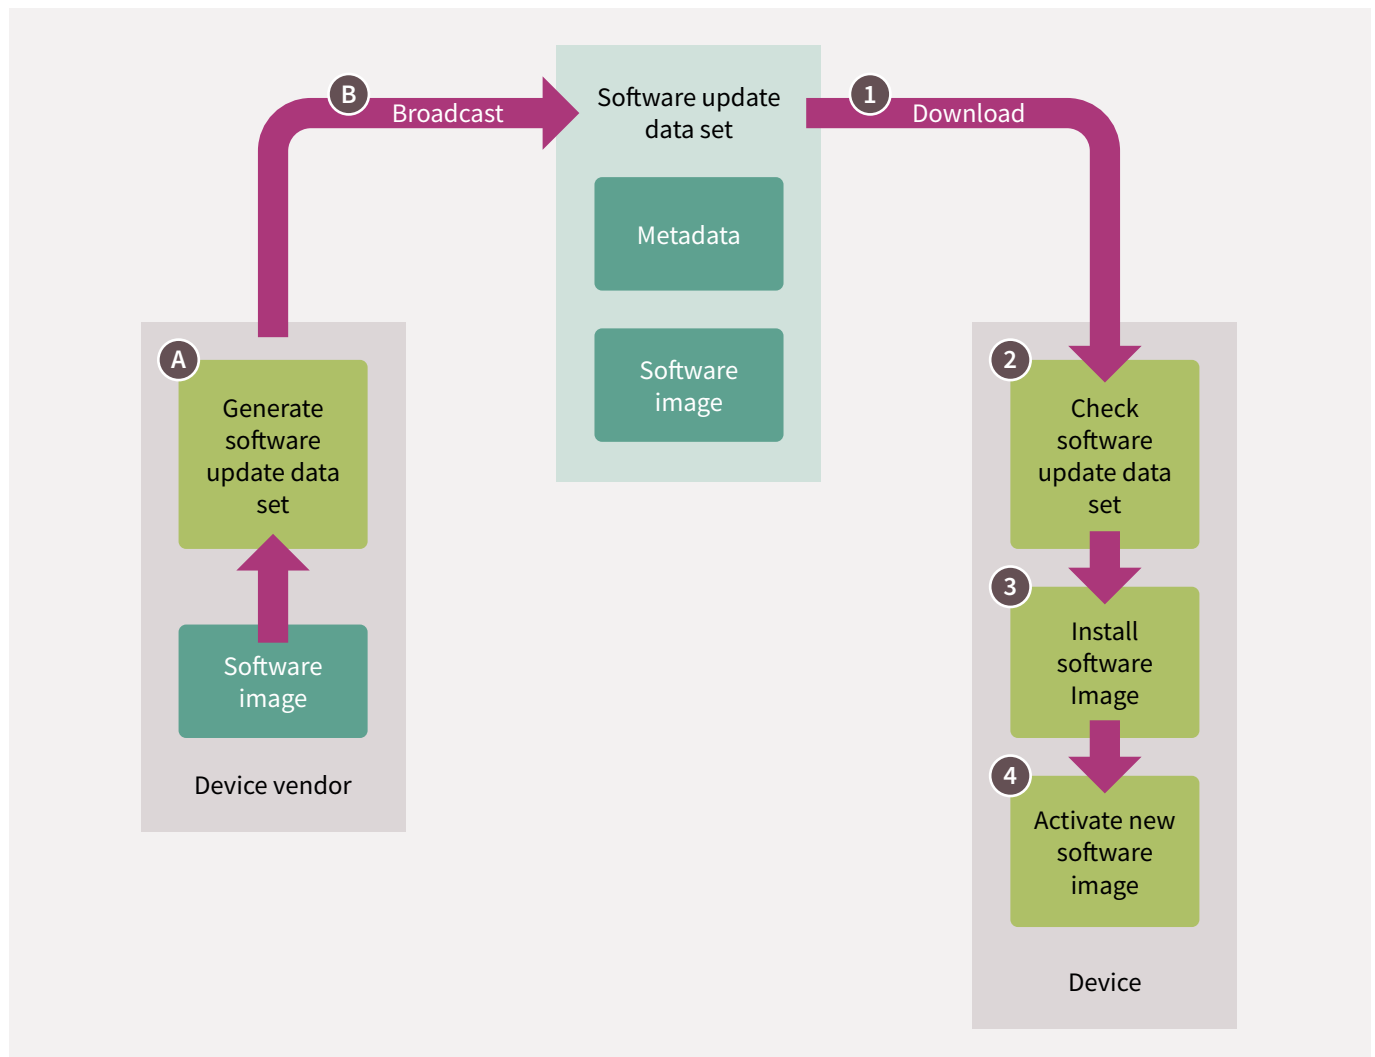 B
Broadcast
Software update
data set
1
Download
Metadata
Software
image
A
Generate
software
update data
set
Software
image
Device vendor
2
Check
software
update data
set
3
Install
software
Image
4
Activate new
software
image
Device